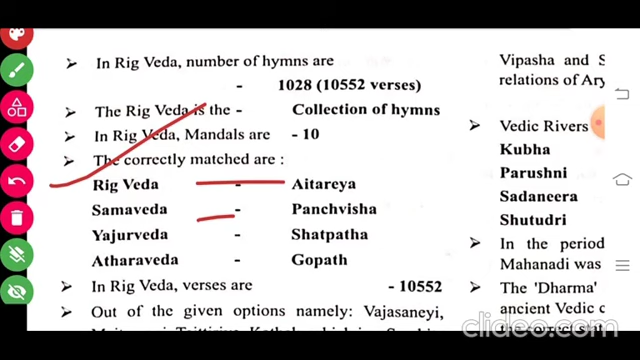 In Rig Veda, number of hymns are
- 1028 (10552 verses)
The Rig Veda is the - Collection of hymns
In Rig Veda, Mandals are - 10
The correctly matched are :
Rig Veda - Aitareya
Samaveda - Panchvisha
Yajurveda - Shatpatha
Atharaveda - Gopath
In Rig Veda, verses are - 10552
Out of the given options namely: Vajasaneyi,
Vipasha and S
relations of Ary
Vedic Rivers
Kubha
Parushni
Sadaneera
Shutudri
In the period
Mahanadi was
The 'Dharma'
ancient Vedic c
clideo.com